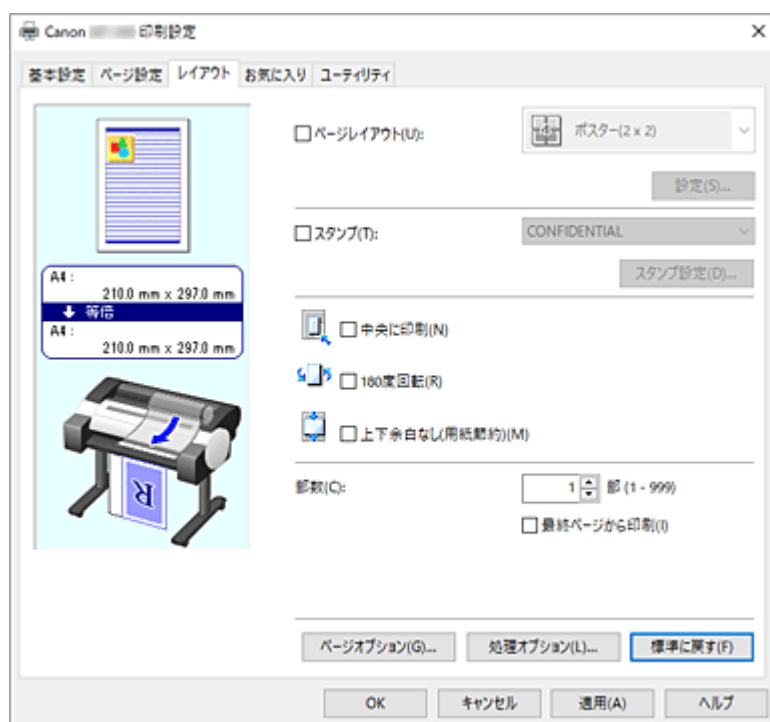 Canon 印刷設定
基本設定 ページ設定 レイアウト お気に入り ユーティリティ
ページレイアウト(U): ポスター(2 x 2)
設定(S)...
スタンプ(T): CONFIDENTIAL
スタンプ設定(D)...
A4 :
210.0 mm x 297.0 mm
等倍
A4 :
210.0 mm x 297.0 mm
中央に印刷(N)
180度回転(R)
上下余白なし(用紙節約)(M)
R
部数(C): 1 部 (1 - 999)
最終ページから印刷(I)
ページオプション(G)... 処理オプション(L)... 標準に戻す(F)
OK キャンセル 適用(A) ヘルプ